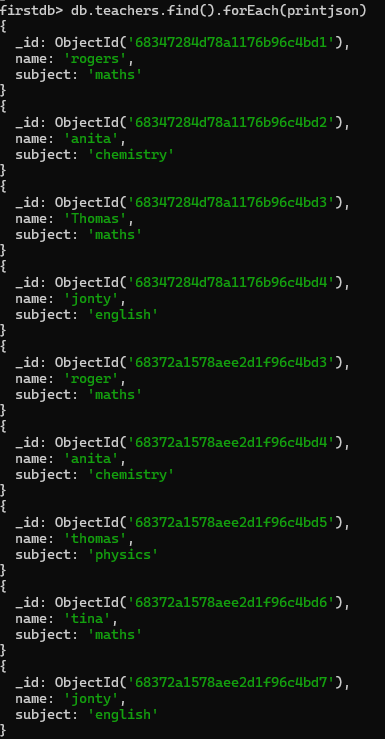 firstdb> db.teachers.find().forEach(printjson)
{
  _id: ObjectId('68347284d78a1176b96c4bd1'),
  name: 'rogers',
  subject: 'maths'
}
{
  _id: ObjectId('68347284d78a1176b96c4bd2'),
  name: 'anita',
  subject: 'chemistry'
}
{
  _id: ObjectId('68347284d78a1176b96c4bd3'),
  name: 'Thomas',
  subject: 'maths'
}
{
  _id: ObjectId('68347284d78a1176b96c4bd4'),
  name: 'jonty',
  subject: 'english'
}
{
  _id: ObjectId('68372a1578aee2d1f96c4bd3'),
  name: 'roger',
  subject: 'maths'
}
{
  _id: ObjectId('68372a1578aee2d1f96c4bd4'),
  name: 'anita',
  subject: 'chemistry'
}
{
  _id: ObjectId('68372a1578aee2d1f96c4bd5'),
  name: 'thomas',
  subject: 'physics'
}
{
  _id: ObjectId('68372a1578aee2d1f96c4bd6'),
  name: 'tina',
  subject: 'maths'
}
{
  _id: ObjectId('68372a1578aee2d1f96c4bd7'),
  name: 'jonty',
  subject: 'english'
}